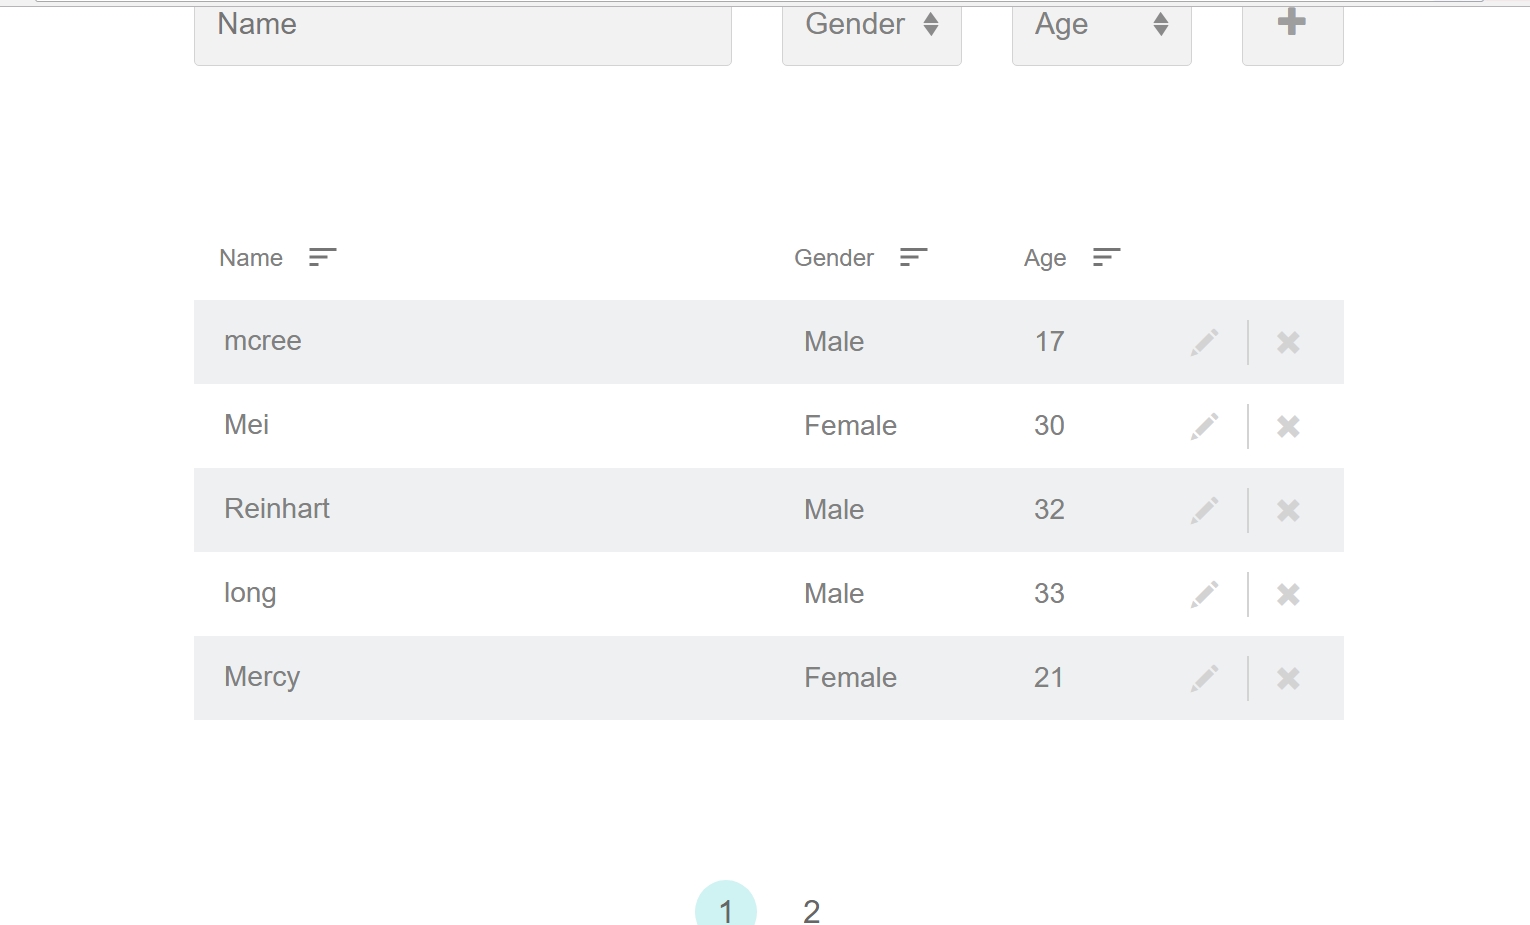 Name Gender Age
Name Gender Age
mcree Male 17
Mei Female 30
Reinhart Male 32
long Male 33
Mercy Female 21
1 2